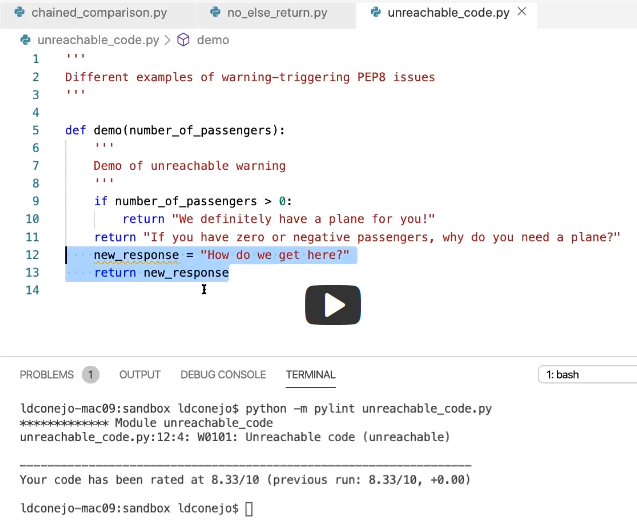 chained_comparison.py no_else_return.py unreachable_code.py
unreachable_code.py > demo
1 '''
2 Different examples of warning-triggering PEP8 issues
3 '''
4
5 def demo(number_of_passengers):
6 '''
7 Demo of unreachable warning
8 '''
9 if number_of_passengers > 0:
10 return "We definitely have a plane for you!"
11 return "If you have zero or negative passengers, why do you need a plane?"
12 new_response = "How do we get here?"
13 return new_response
14
PROBLEMS 1 OUTPUT DEBUG CONSOLE TERMINAL 1: bash
ldconejo-mac09:sandbox ldconejo$ python -m pylint unreachable_code.py
************* Module unreachable_code
unreachable_code.py:12:4: W0101: Unreachable code (unreachable)
------------------------------------------------------------------
Your code has been rated at 8.33/10 (previous run: 8.33/10, +0.00)
ldconejo-mac09:sandbox ldconejo$